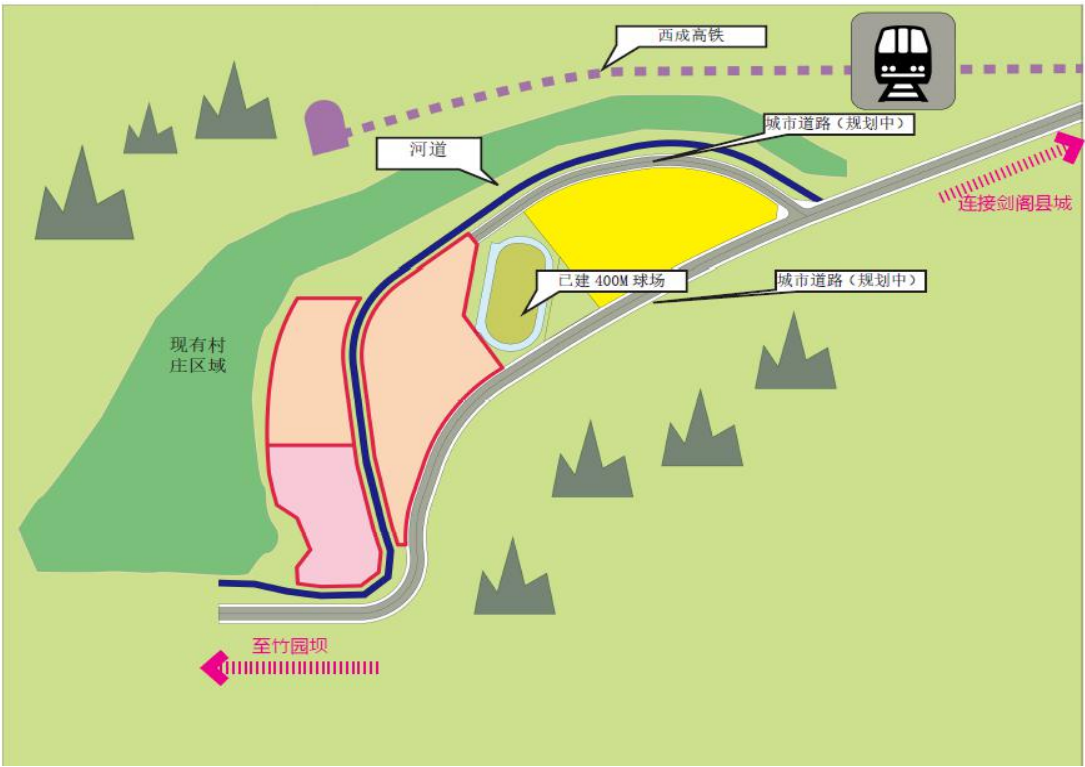 西成高铁
城市道路（规划中）
河道
连接剑阁县城
已建 400M 球场
城市道路（规划中）
现有村
庄区域
至竹园坝